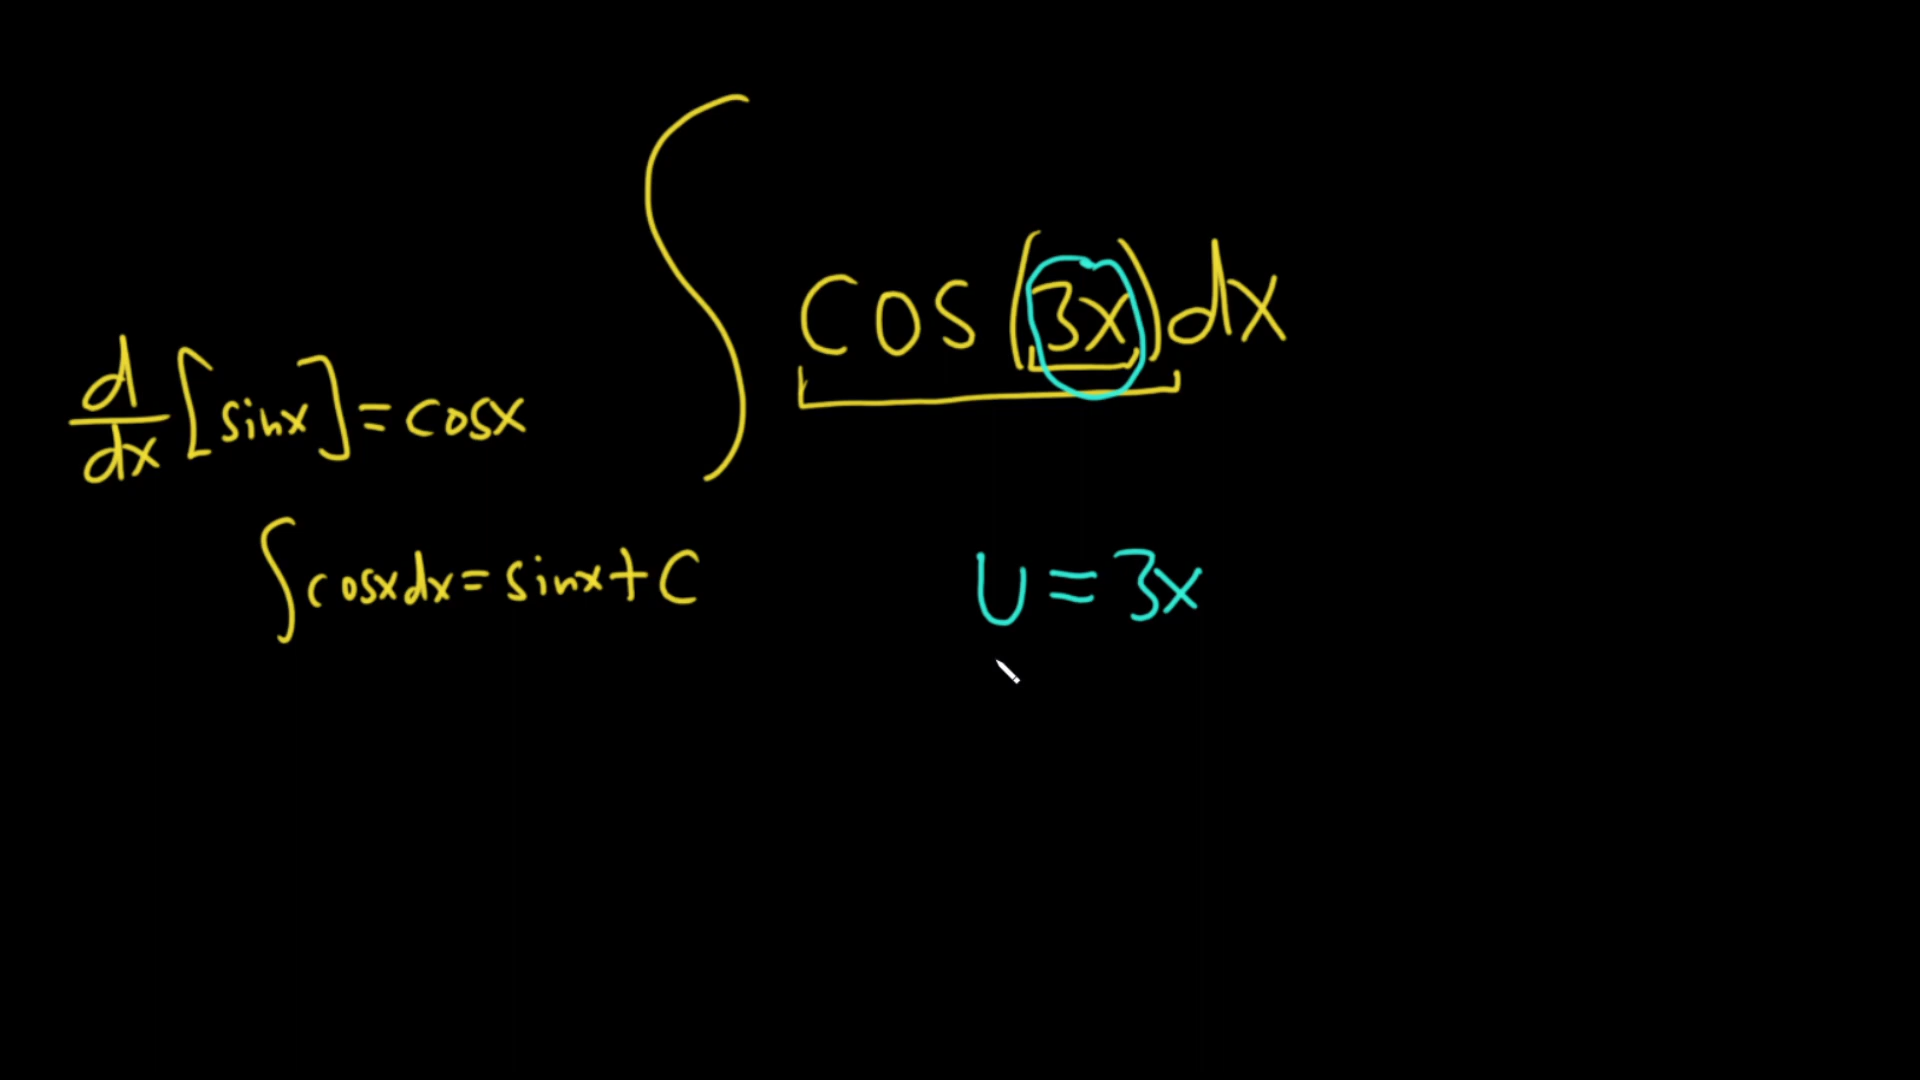 ∫ cos(3x)dx
d/dx [sinx] = cosx
∫cosxdx = sinx + C
U = 3x